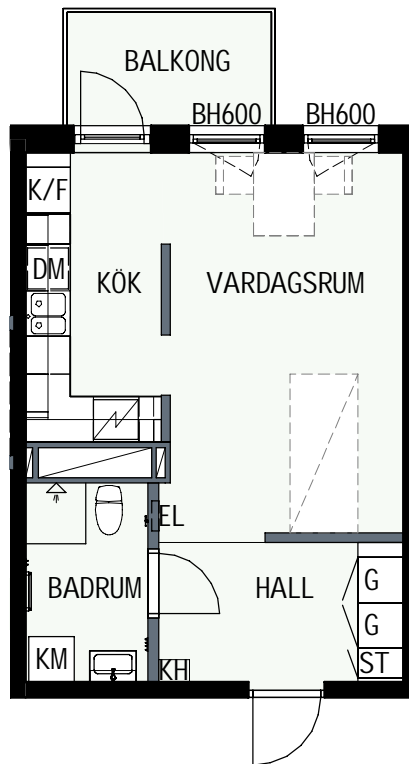 BALKONG
BH600 BH600
K/F
DM KÖK VARDAGSRUM
EL
BADRUM HALL G
G
KM KH ST